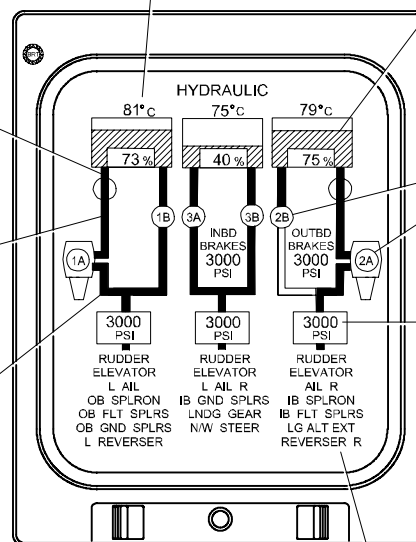 BRT
HYDRAULIC
81°C 75°C 79°C
73 % 40 % 75 %
1B 3A 3B 2B
INBD BRAKES 3000 PSI
OUTBD BRAKES 3000 PSI
1A 2A
3000 PSI
3000 PSI
3000 PSI
RUDDER
ELEVATOR
L AIL
OB SPLRON
OB FLT SPLRS
OB GND SPLRS
L REVERSER
RUDDER
ELEVATOR
L AIL R
IB GND SPLRS
LNDG GEAR
N/W STEER
RUDDER
ELEVATOR
AIL R
IB SPLRON
IB FLT SPLRS
LG ALT EXT
REVERSER R